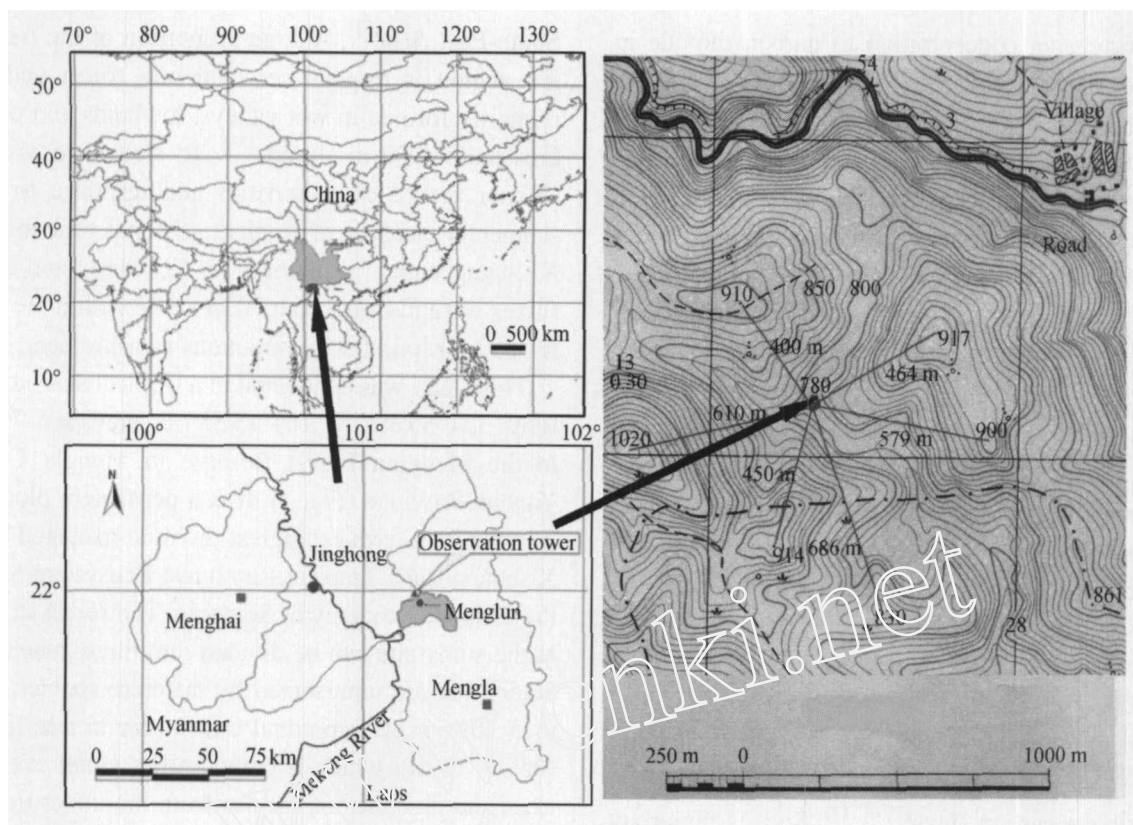 70° 80° 90° 100° 110° 120° 130°
50°
40°
China
30°
20°
0 500 km
10°
100° 101° 102°
N
Observation tower
Jinghong
22°
Menghai
Menglun
Mengla
Myanmar
0 25 50 75 km
Mekong River
Laos
54
3
Village
Road
910
850
800
400 m
917
464 m
13
0.30
780
610 m
1020
900
579 m
450 m
914
686 m
830
861
28
nki.net
250 m 0 1000 m